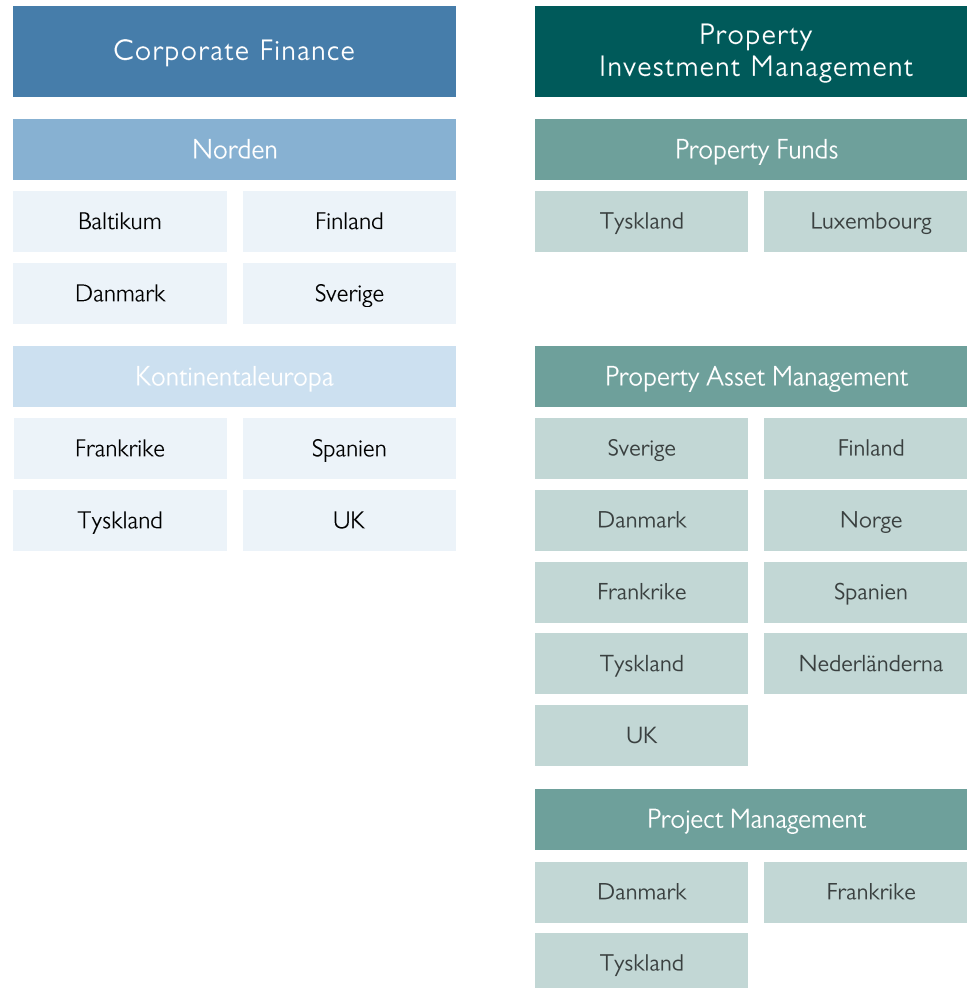 Corporate Finance
Norden
Baltikum
Finland
Danmark
Sverige
Kontinentaleuropa
Frankrike
Spanien
Tyskland
UK
Property
Investment Management
Property Funds
Tyskland
Luxembourg
Property Asset Management
Sverige
Finland
Danmark
Norge
Frankrike
Spanien
Tyskland
Nederländerna
UK
Project Management
Danmark
Frankrike
Tyskland